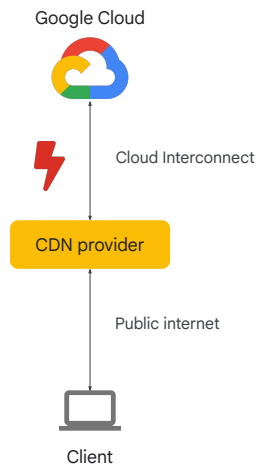 Google Cloud
Cloud Interconnect
CDN provider
Public internet
Client